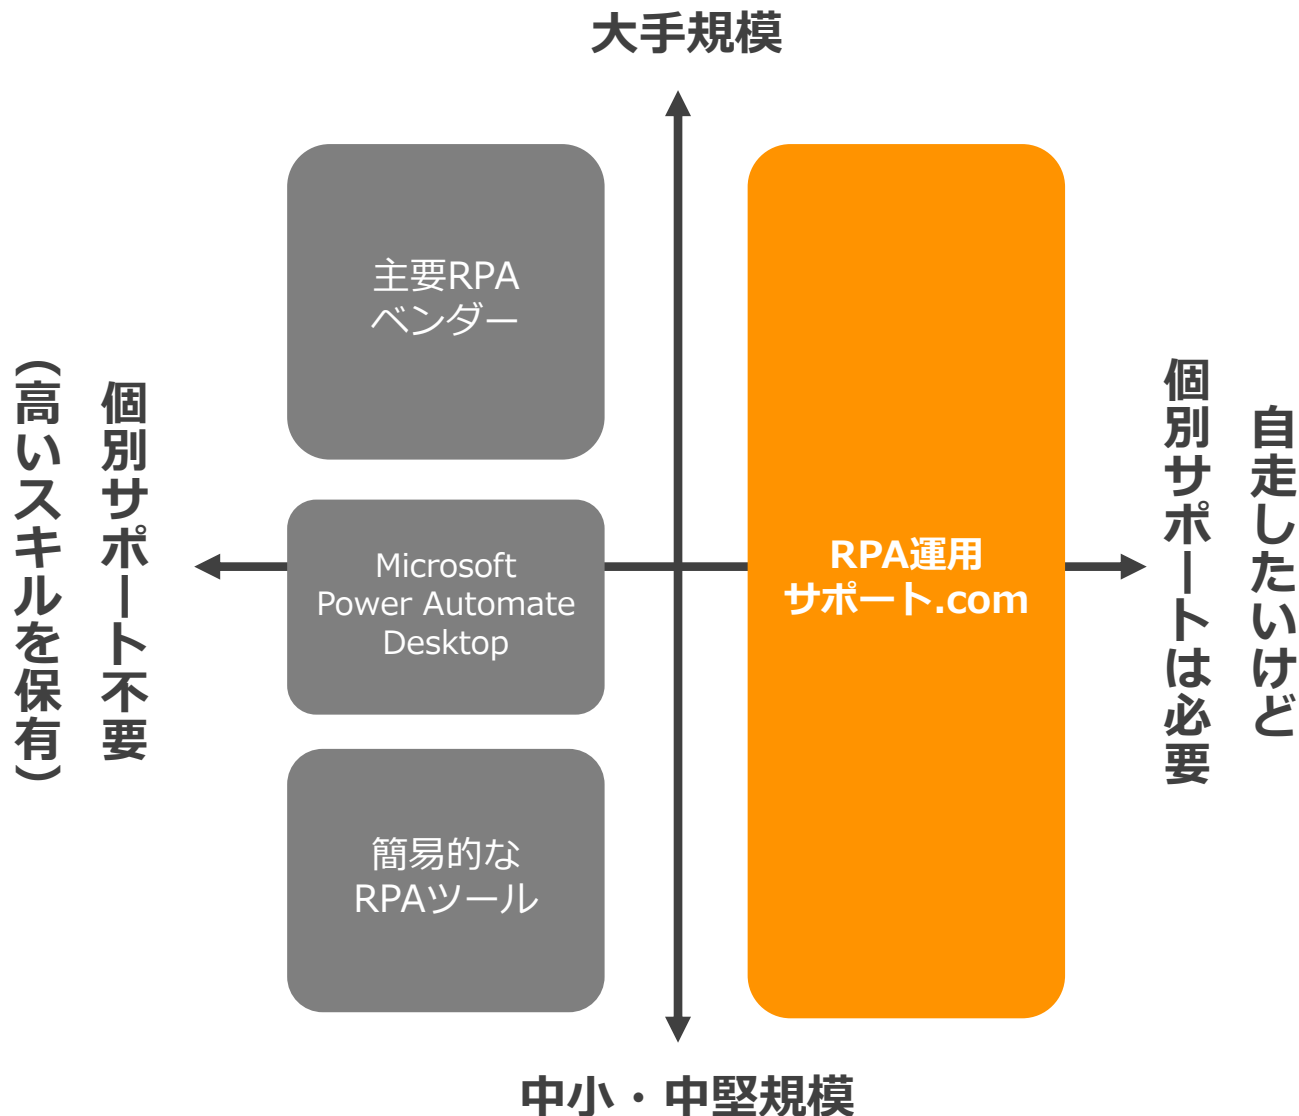 大手規模
主要RPA
ベンダー
自走したいけど
個別サポートは必要
個別サポート不要
（高いスキルを保有）
Microsoft
Power Automate
Desktop
RPA運用
サポート.com
簡易的な
RPAツール
中小・中堅規模